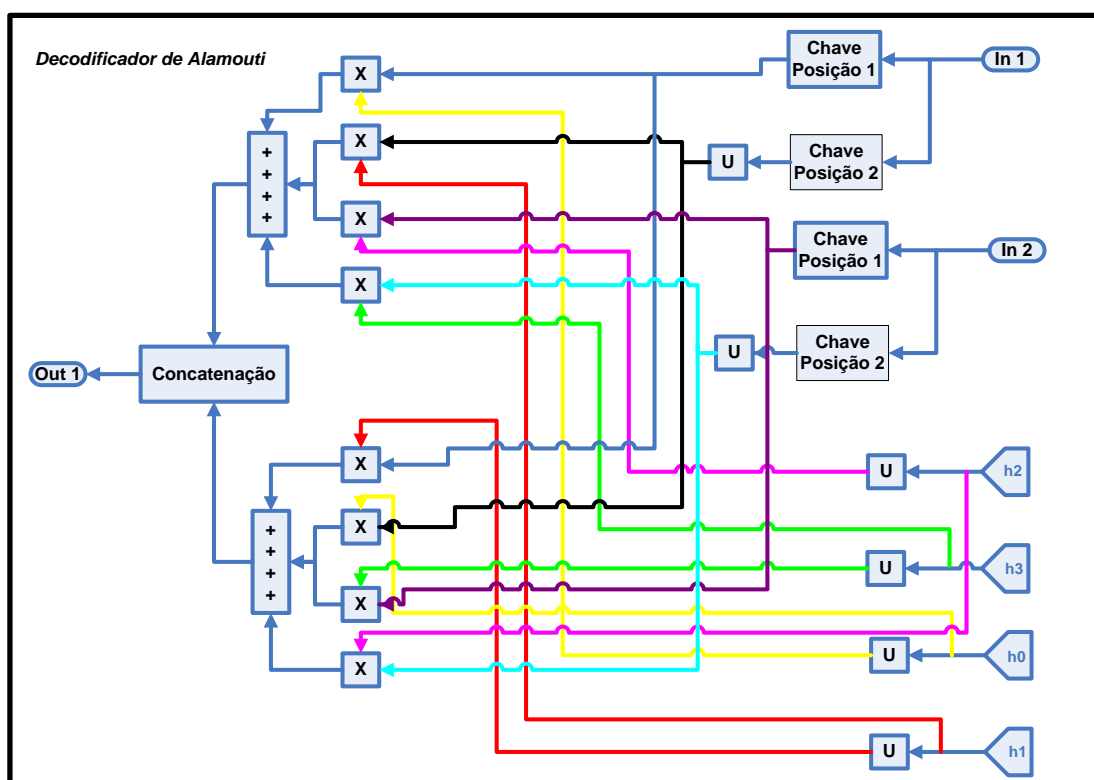 Decodificador de Alamouti
Chave
Posição 1
In 1
X
X
U
Chave
Posição 2
+
+
+
+
X
Chave
Posição 1
In 2
X
U
Chave
Posição 2
Out 1
Concatenação
X
U
h2
X
+
+
+
+
U
h3
X
X
U
h0
U
h1